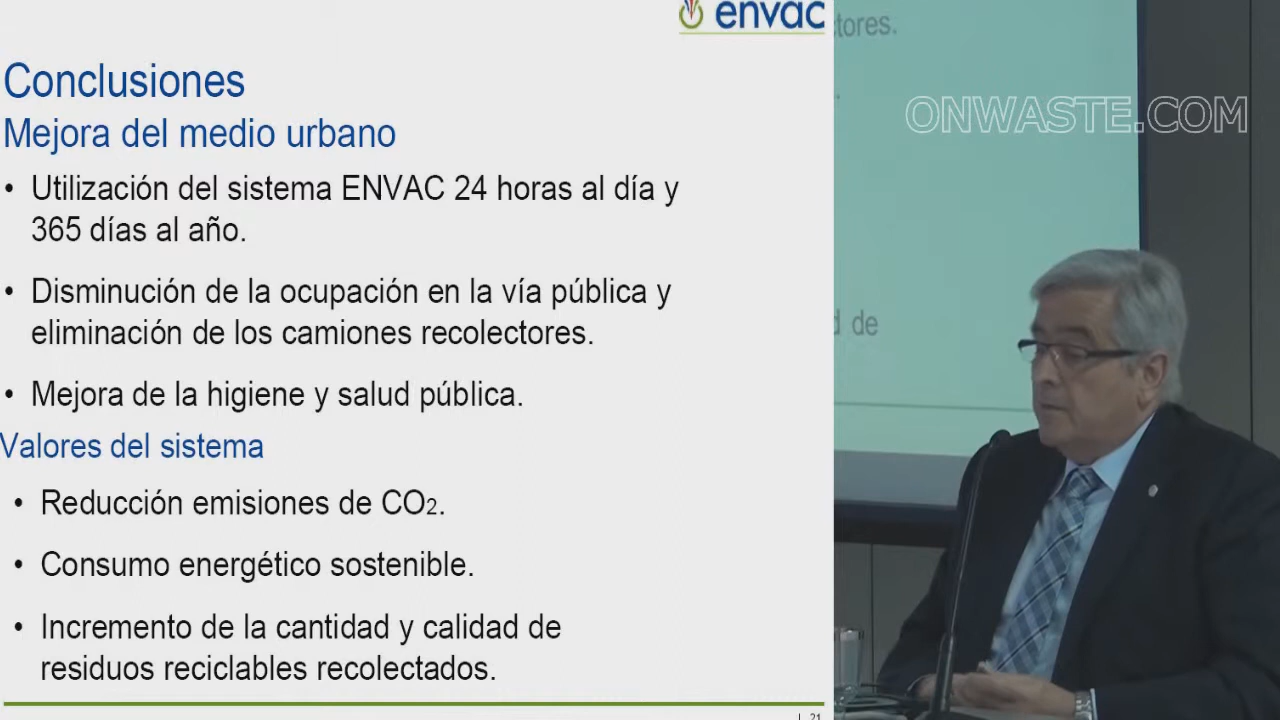 envac
Conclusiones
Mejora del medio urbano
• Utilización del sistema ENVAC 24 horas al día y
365 días al año.
• Disminución de la ocupación en la vía pública y
eliminación de los camiones recolectores.
• Mejora de la higiene y salud pública.
Valores del sistema
• Reducción emisiones de CO2.
• Consumo energético sostenible.
• Incremento de la cantidad y calidad de
residuos reciclables recolectados.
21
ctores.
ONWASTE.COM
d de